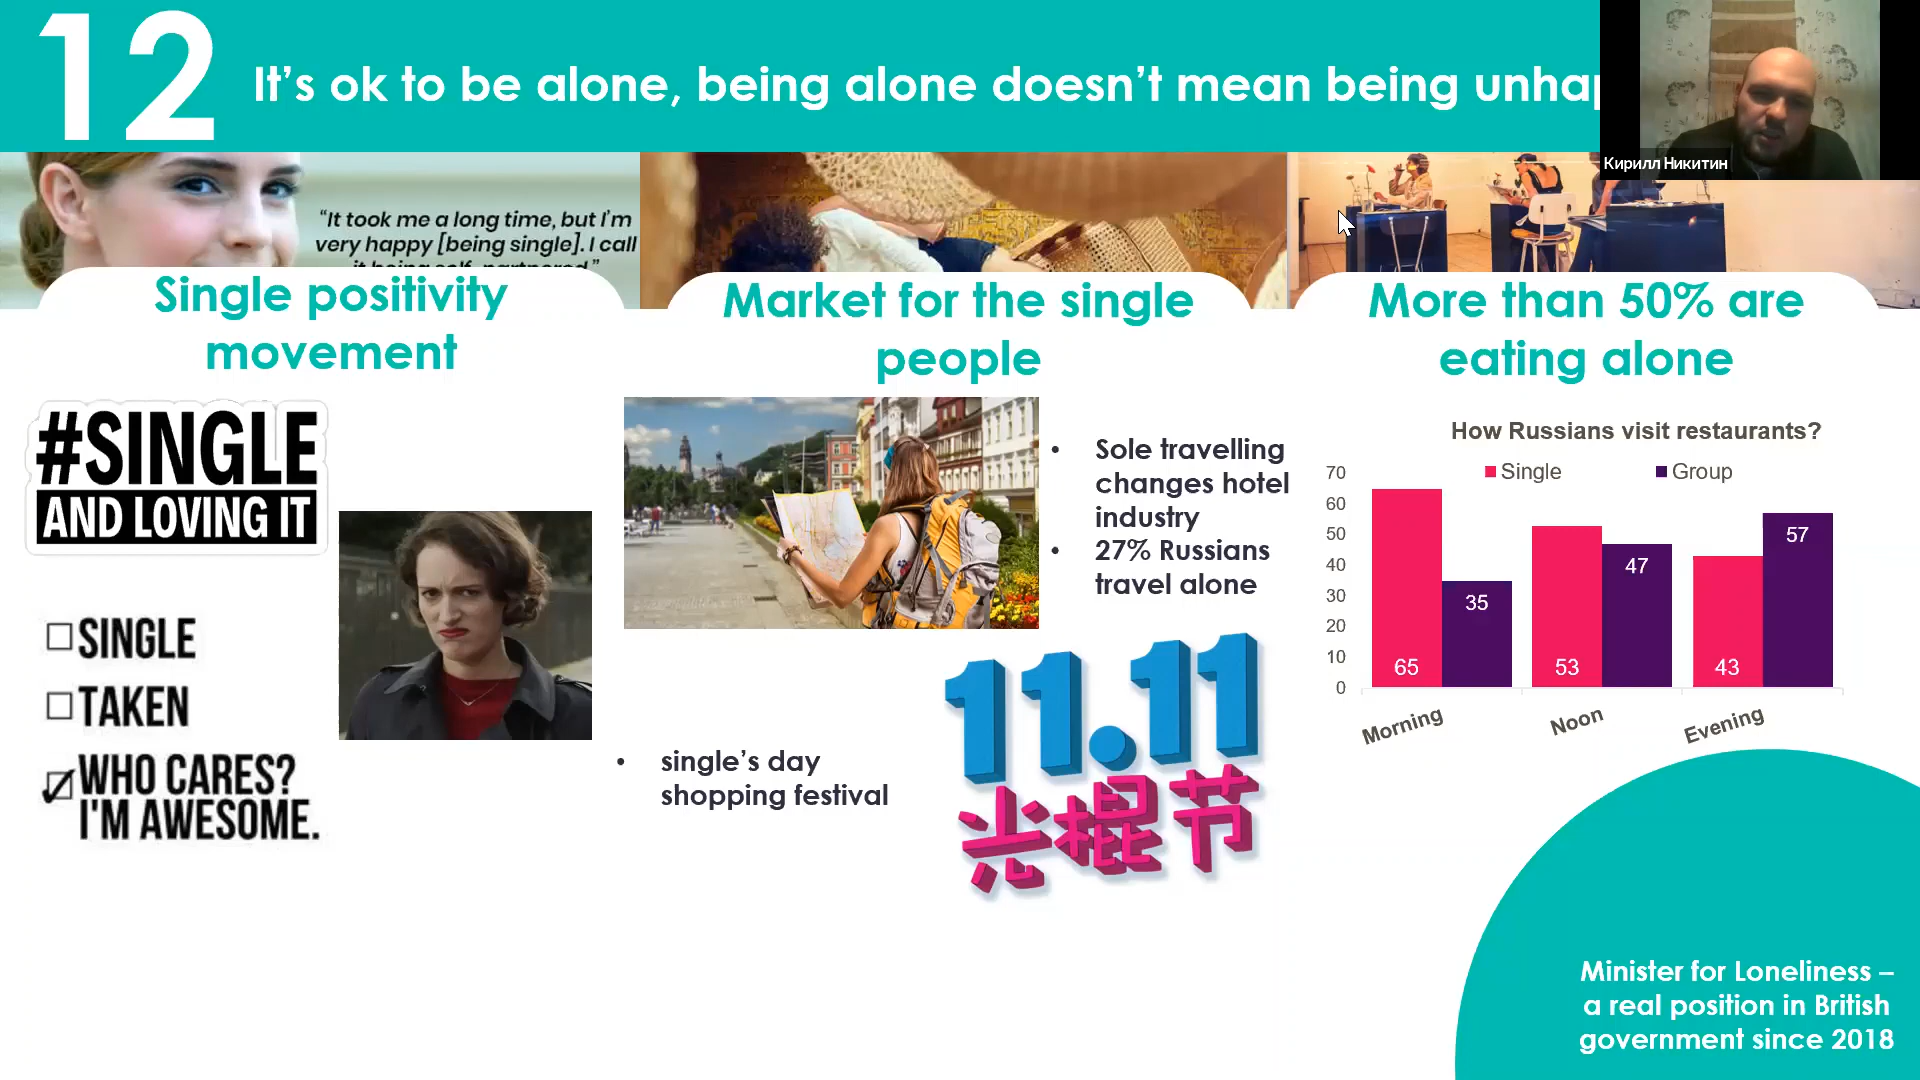 12
It's ok to be alone, being alone doesn't mean being unha
Кирилл Никитин
"It took me a long time, but I'm
very happy [being single]. I call
it being self-partnered."
Single positivity
movement
#SINGLE
AND LOVING IT
SINGLE
TAKEN
WHO CARES?
I'M AWESOME.
Market for the single
people
• Sole travelling
changes hotel
industry
• 27% Russians
travel alone
• single's day
shopping festival
11.11
光棍节
More than 50% are
eating alone
How Russians visit restaurants?
Single Group
70
60
50
40
30
20
10
0
65 35 53 47 43 57
Morning Noon Evening
Minister for Loneliness –
a real position in British
government since 2018